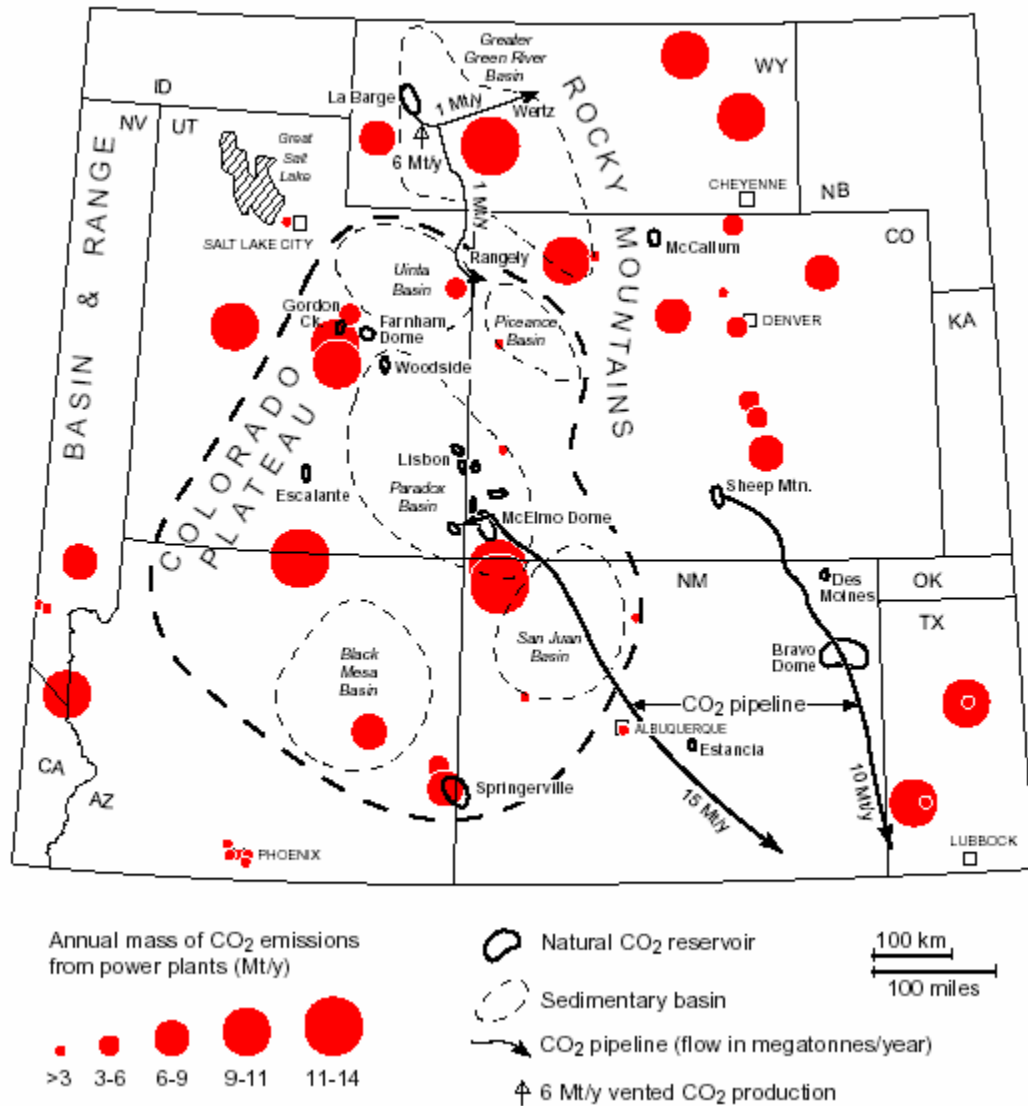 Greater
Green River
Basin
WY
ID
La Barge
1 Mt/y
Wertz
ROCKY
MOUNTAINS
NV
UT
Great
Salt
Lake
6 Mt/y
CHEYENNE
NB
BASIN & RANGE
1 Mt/y
SALT LAKE CITY
McCallum
CO
Rangely
Uinta
Basin
Gordon
Ck.
Farnham
Dome
Piceance
Basin
DENVER
KA
Woodside
COLORADO
PLATEAU
Lisbon
Escalante
Paradox
Basin
Sheep Mtn.
McElmo Dome
NM
Des
Moines
OK
TX
San Juan
Basin
Black
Mesa
Basin
Bravo
Dome
CO2 pipeline
ALBUQUERQUE
Estancia
CA
AZ
Springerville
15 Mt/y
10 Mt/y
PHOENIX
LUBBOCK
Annual mass of CO2 emissions
from power plants (Mt/y)
>3 3-6 6-9 9-11 11-14
Natural CO2 reservoir
Sedimentary basin
CO2 pipeline (flow in megatonnes/year)
6 Mt/y vented CO2 production
100 km
100 miles